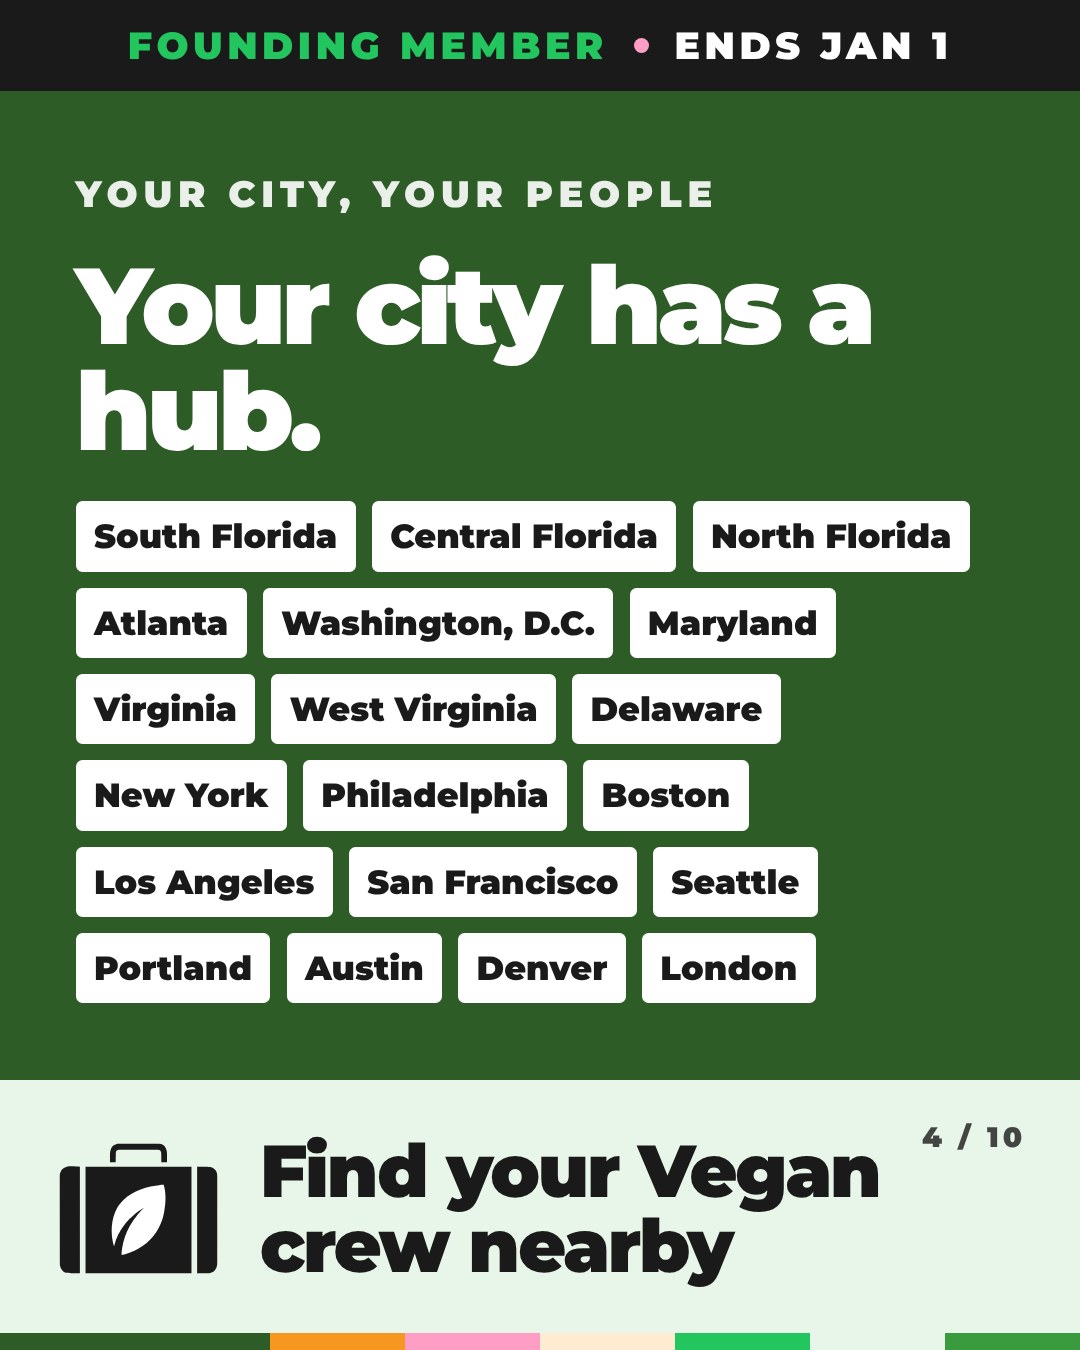 FOUNDING MEMBER • ENDS JAN 1
YOUR CITY, YOUR PEOPLE
Your city has a
hub.
South Florida Central Florida North Florida
Atlanta Washington, D.C. Maryland
Virginia West Virginia Delaware
New York Philadelphia Boston
Los Angeles San Francisco Seattle
Portland Austin Denver London
4 / 10
Find your Vegan
crew nearby